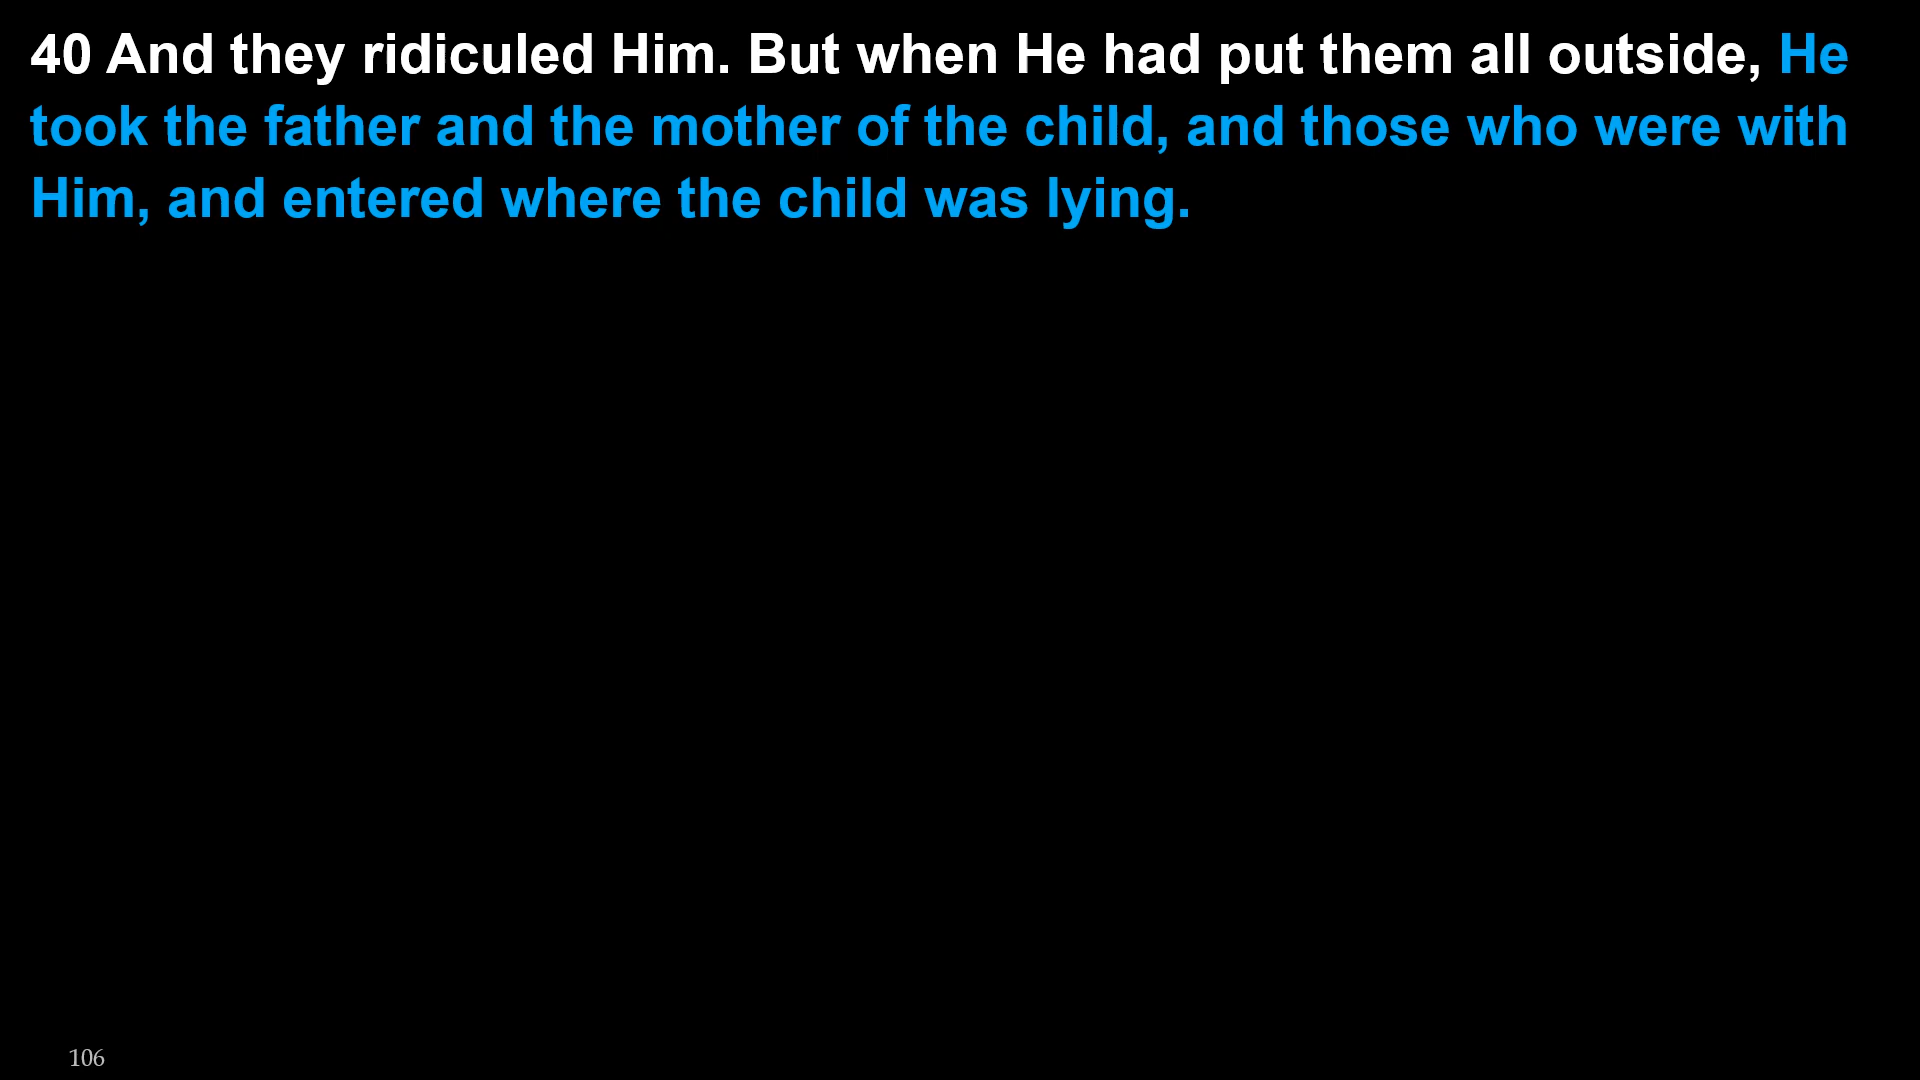 40 And they ridiculed Him. But when He had put them all outside, He
took the father and the mother of the child, and those who were with
Him, and entered where the child was lying.
106